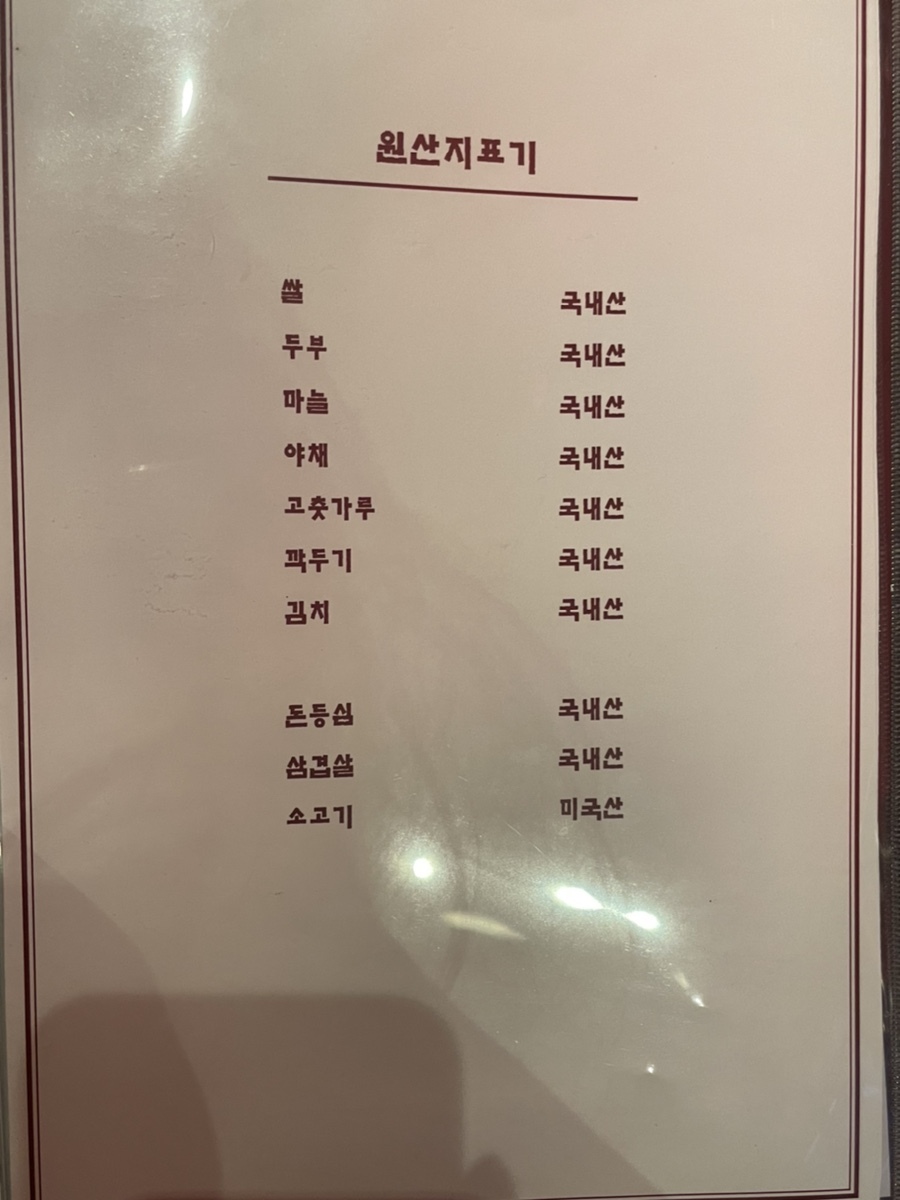 원산지표기
쌀 국내산
두부 국내산
마늘 국내산
야채 국내산
고춧가루 국내산
깍두기 국내산
김치 국내산
돈등심 국내산
삼겹살 국내산
소고기 미국산